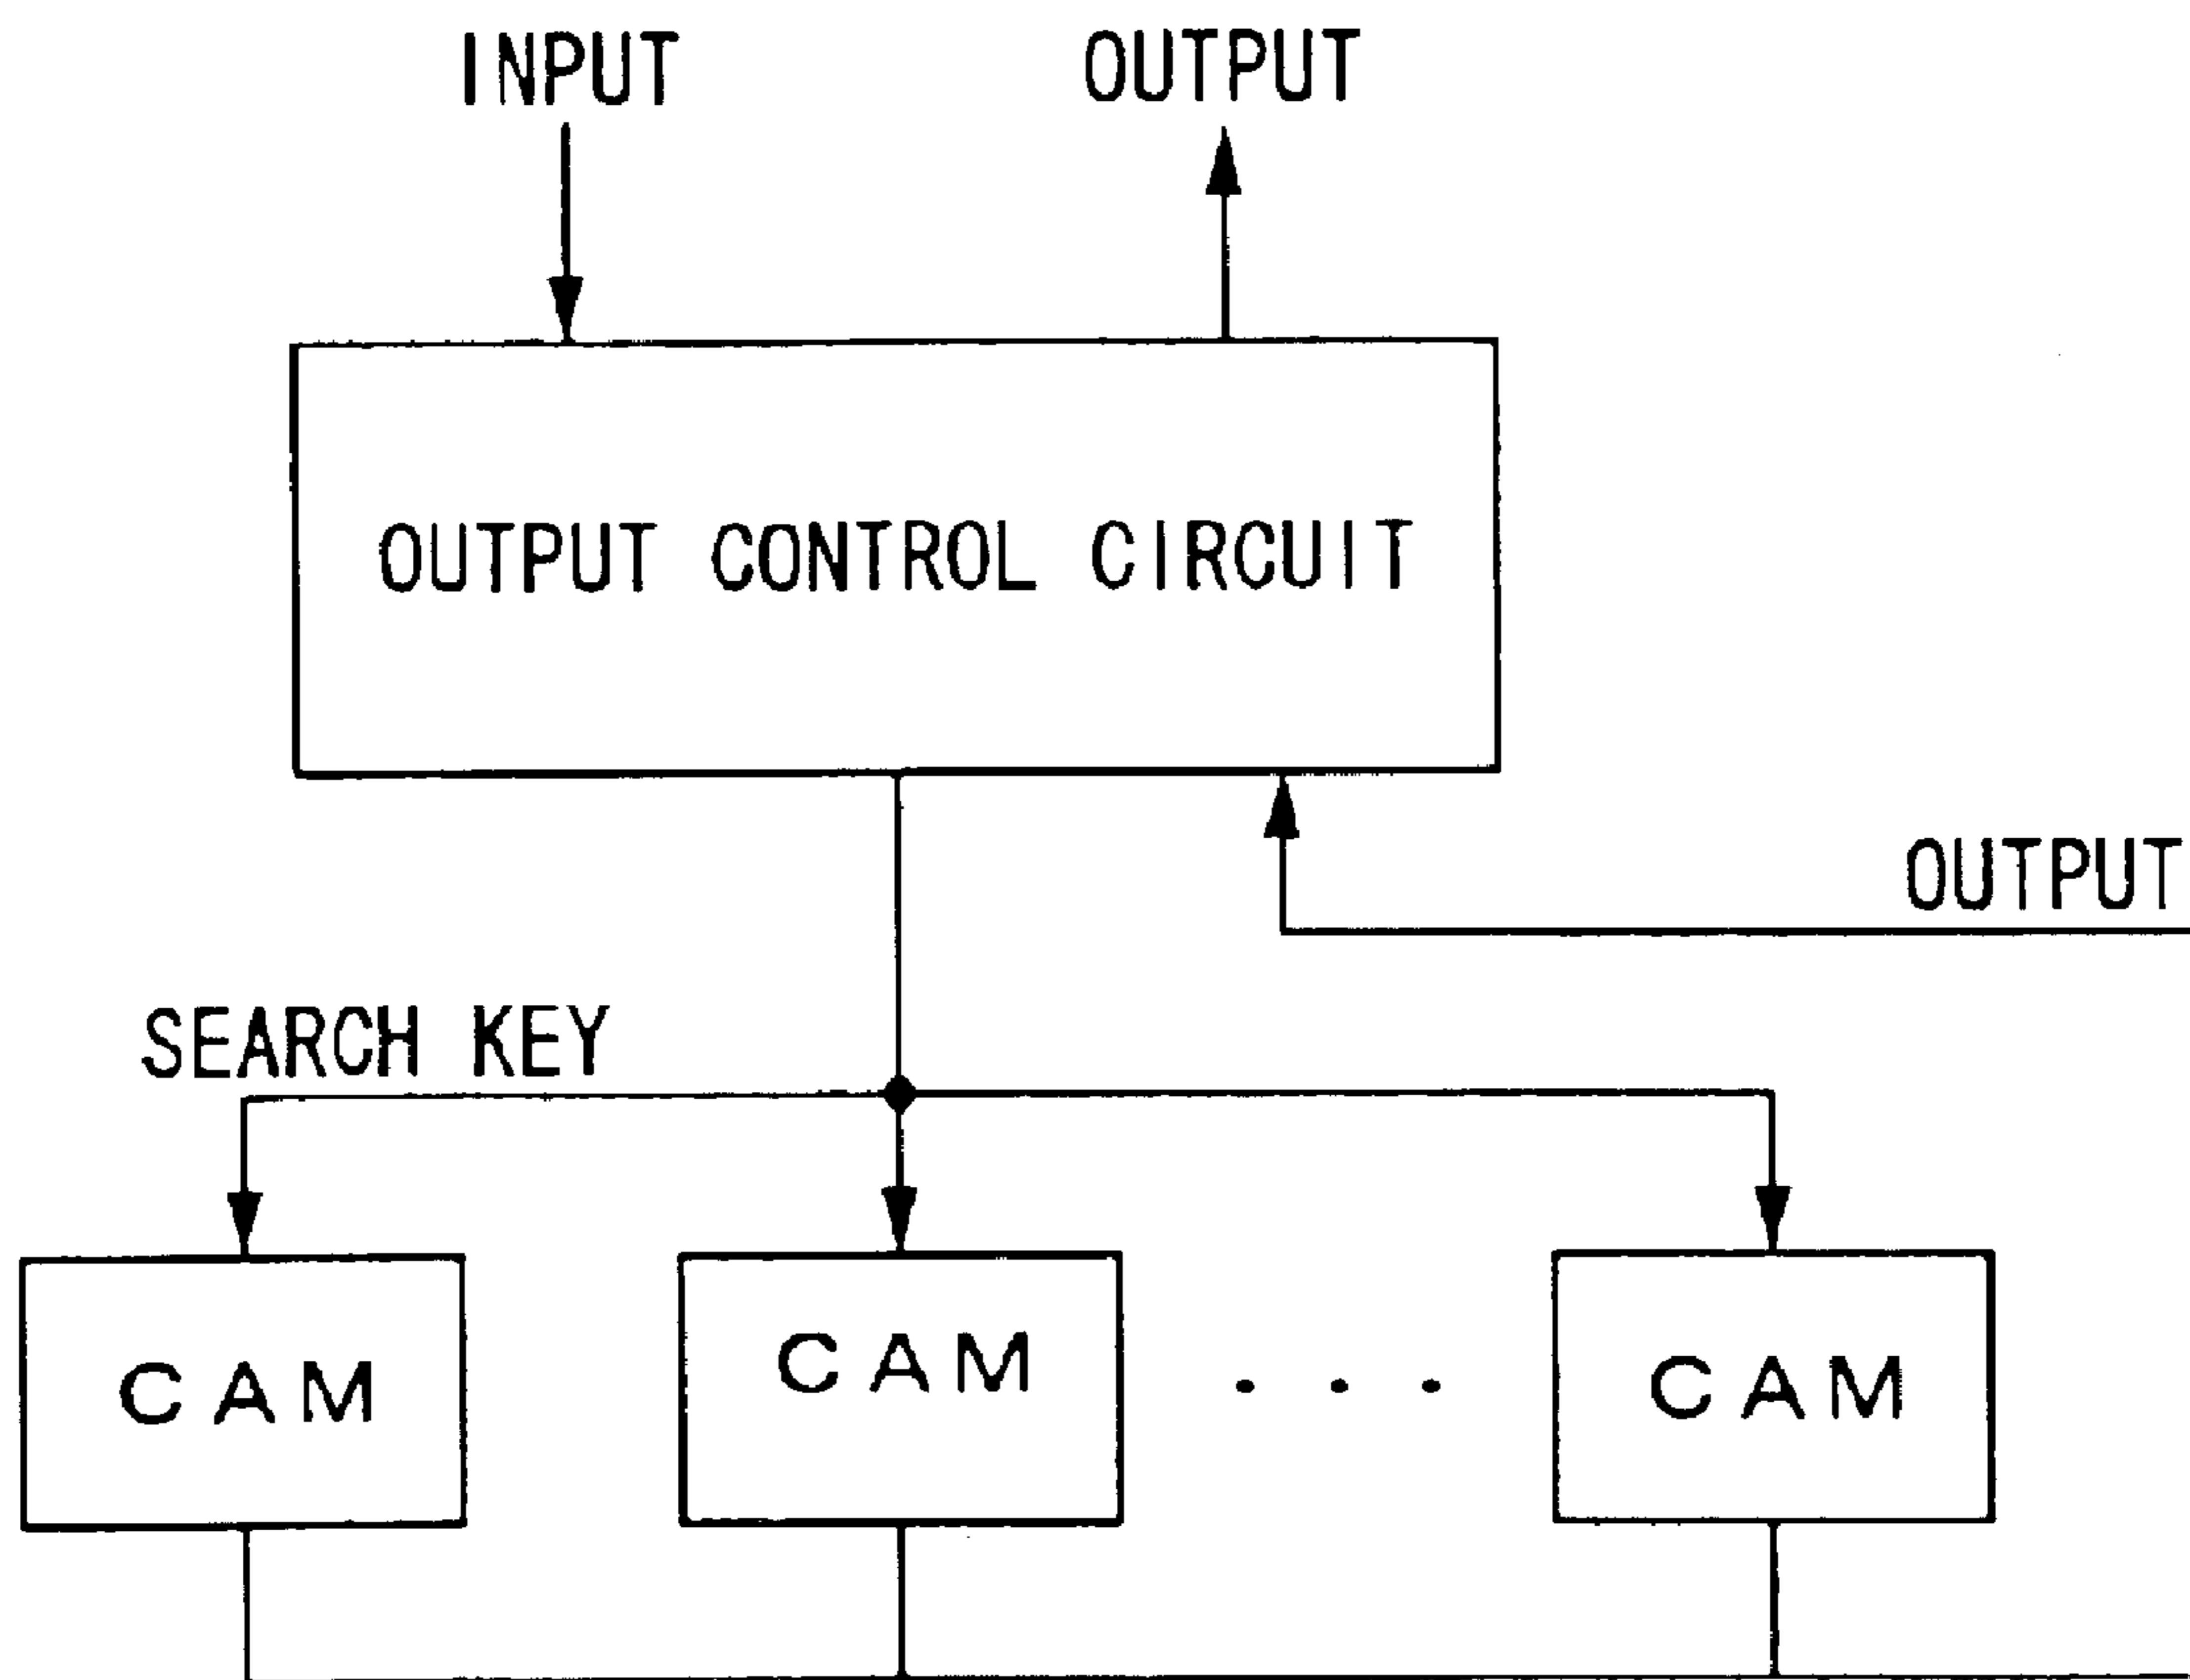 INPUT
OUTPUT
OUTPUT CONTROL CIRCUIT
OUTPUT
SEARCH KEY
CAM
CAM
. . .
CAM